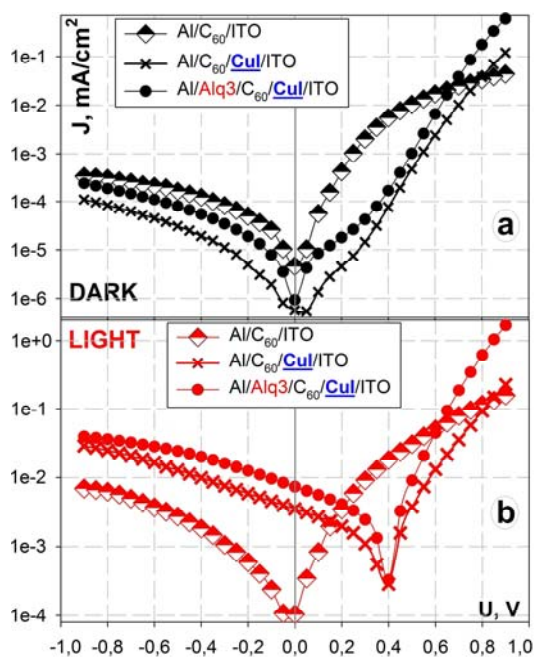 J, mA/cm²
1e-1
1e-2
1e-3
1e-4
1e-5
1e-6
Al/C₆₀/ITO
Al/C₆₀/CuI/ITO
Al/Alq3/C₆₀/CuI/ITO
a
DARK
LIGHT
1e+0
1e-1
1e-2
1e-3
1e-4
Al/C₆₀/ITO
Al/C₆₀/CuI/ITO
Al/Alq3/C₆₀/CuI/ITO
b
U, V
-1,0 -0,8 -0,6 -0,4 -0,2 0,0 0,2 0,4 0,6 0,8 1,0